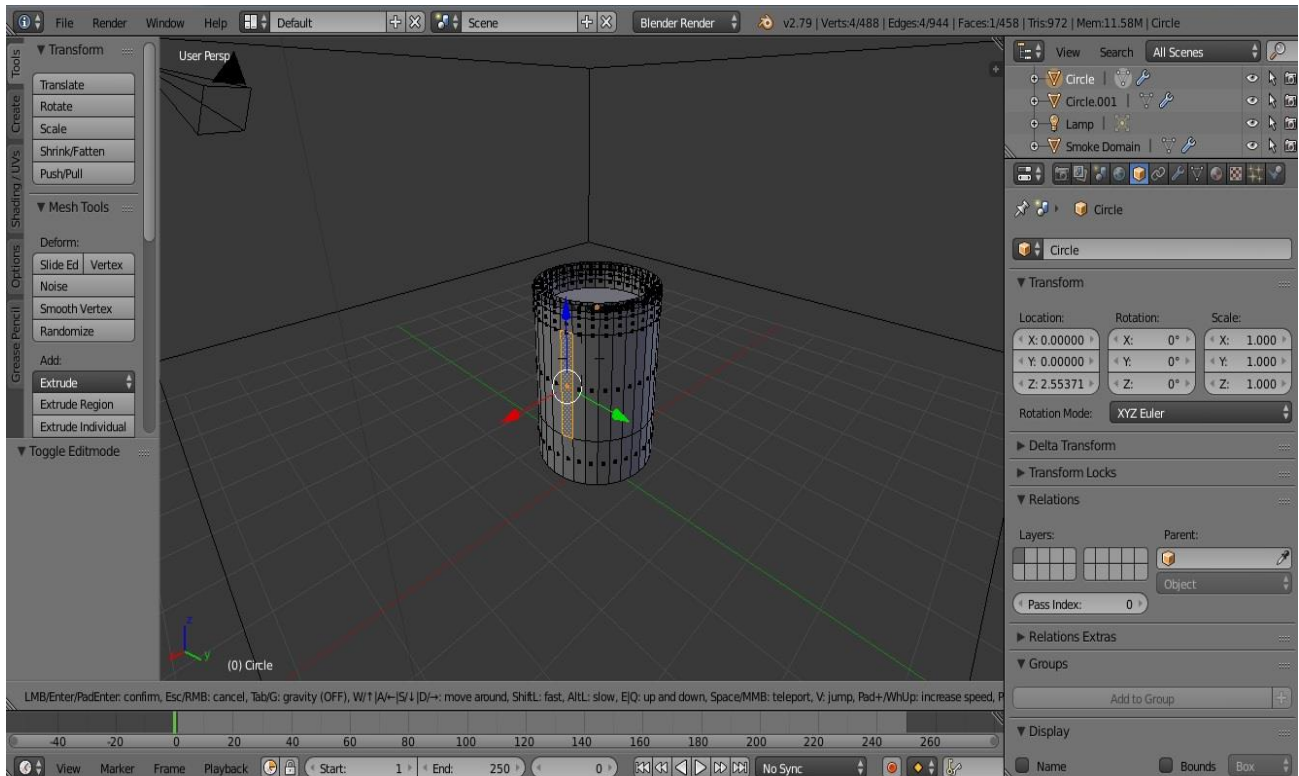 File Render Window Help Default Scene Blender Render v2.79 | Verts:4/488 | Edges:4/944 | Faces:1/458 | Tris:972 | Mem:11.58M | Circle
Tools
Create
Shading / UVs
Options
Grease Pencil
Transform
Translate
Rotate
Scale
Shrink/Fatten
Push/Pull
Mesh Tools
Deform:
Slide Ed Vertex
Noise
Smooth Vertex
Randomize
Add:
Extrude
Extrude Region
Extrude Individual
Toggle Editmode
User Persp
z
y
(0) Circle
LMB/Enter/PadEnter: confirm, Esc/RMB: cancel, Tab/G: gravity (OFF), W/↑|A/←|S/↓|D/→: move around, ShiftL: fast, AltL: slow, E|Q: up and down, Space/MMB: teleport, V: jump, Pad+/WhUp: increase speed, P
-40 -20 0 20 40 60 80 100 120 140 160 180 200 220 240 260
View Marker Frame Playback Start: 1 End: 250 0 No Sync
View Search All Scenes
Circle
Circle.001
Lamp
Smoke Domain
Circle
Circle
Transform
Location: Rotation: Scale:
X: 0.00000 X: 0° X: 1.000
Y: 0.00000 Y: 0° Y: 1.000
Z: 2.55371 Z: 0° Z: 1.000
Rotation Mode: XYZ Euler
Delta Transform
Transform Locks
Relations
Layers: Parent:
Object
Pass Index: 0
Relations Extras
Groups
Add to Group
Display
Name Bounds Box